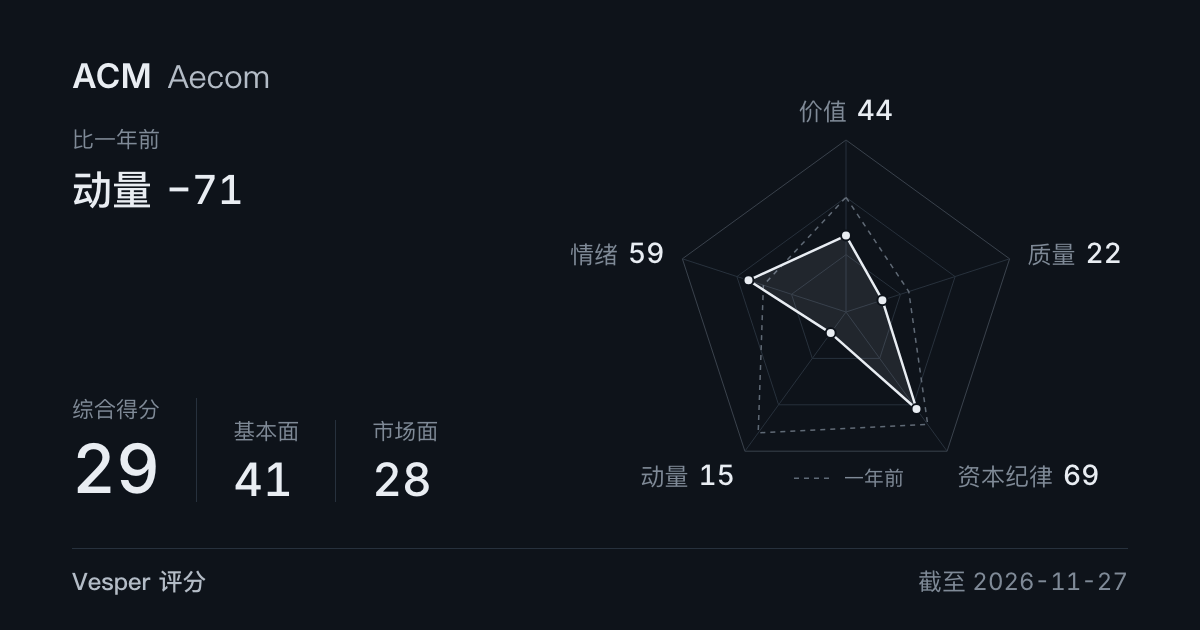 ACM Aecom
比一年前
动量 −71
价值 44
情绪 59
质量 22
动量 15
一年前
资本纪律 69
综合得分
29
基本面
41
市场面
28
Vesper 评分
截至 2026-11-27